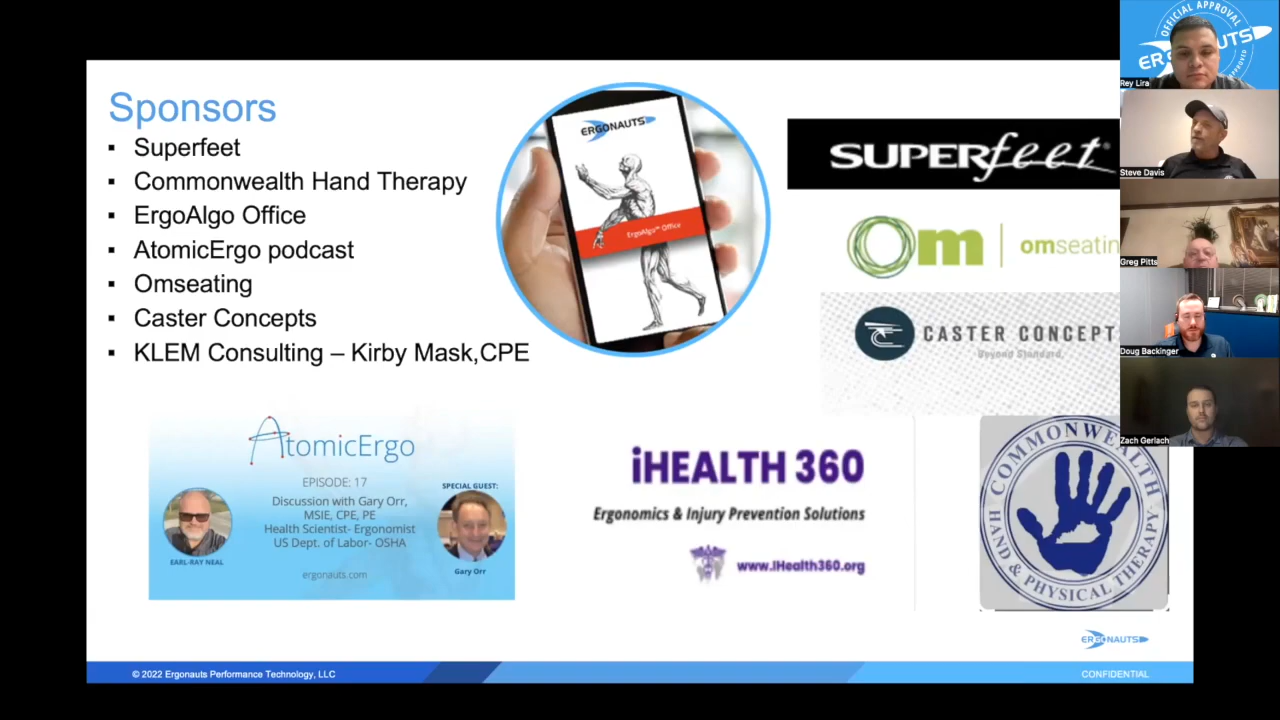 Sponsors
▪ Superfeet
▪ Commonwealth Hand Therapy
▪ ErgoAlgo Office
▪ AtomicErgo podcast
▪ Omseating
▪ Caster Concepts
▪ KLEM Consulting – Kirby Mask,CPE
ERGONAUTS
ErgoAlgo™ Office
SUPERfeet®
Om | omseatin
CASTER CONCEPT
Beyond Standard.
AtomicErgo
EPISODE: 17
Discussion with Gary Orr,
MSIE, CPE, PE
Health Scientist- Ergonomist
US Dept. of Labor- OSHA
ergonauts.com
EARL-RAY NEAL
SPECIAL GUEST:
Gary Orr
iHEALTH 360
Ergonomics & Injury Prevention Solutions
www.IHealth360.org
COMMONWEALTH
HAND & PHYSICAL THERAPY
ERGONAUTS
© 2022 Ergonauts Performance Technology, LLC
CONFIDENTIAL
OFFICIAL APPROVAL
ER UTS
APPROVED
Rey Lira
Steve Davis
Greg Pitts
Doug Backinger
Zach Gerlach